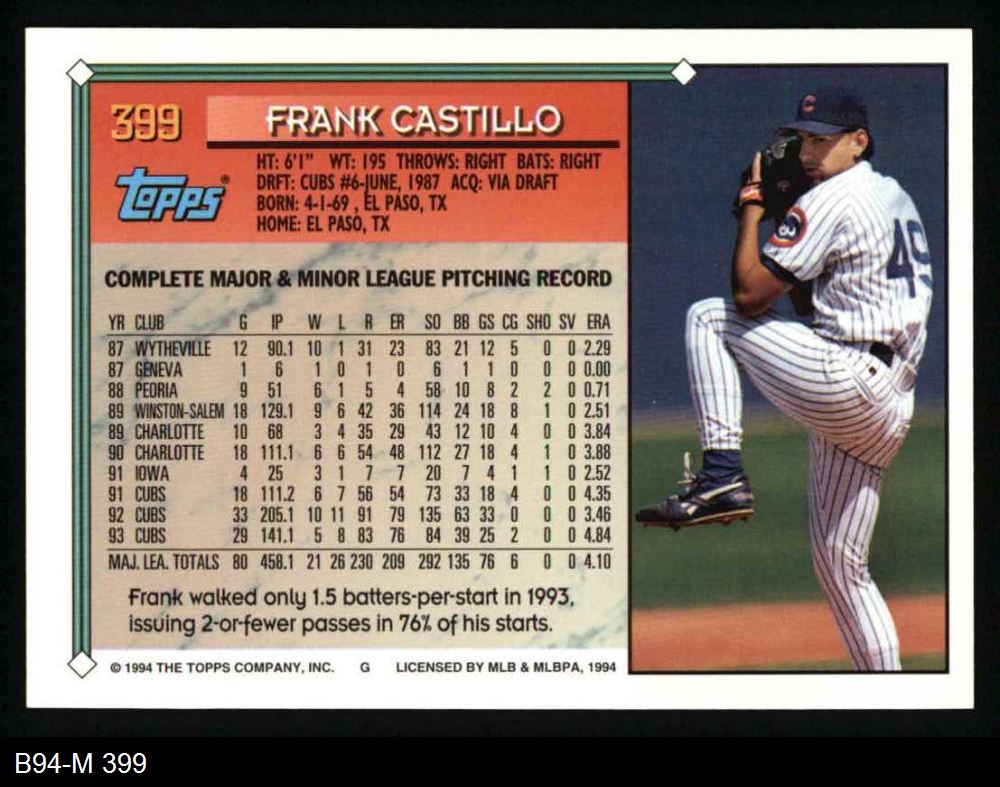 399
FRANK CASTILLO
TOPPS®
HT: 6'1" WT: 195 THROWS: RIGHT BATS: RIGHT
DRFT: CUBS #6-JUNE, 1987 ACQ: VIA DRAFT
BORN: 4-1-69 , EL PASO, TX
HOME: EL PASO, TX
COMPLETE MAJOR & MINOR LEAGUE PITCHING RECORD
YR CLUB G IP W L R ER SO BB GS CG SHO SV ERA
87 WYTHEVILLE 12 90.1 10 1 31 23 83 21 12 5 0 0 2.29
87 GENEVA 1 6 1 0 1 0 6 1 1 0 0 0 0.00
88 PEORIA 9 51 6 1 5 4 58 10 8 2 2 0 0.71
89 WINSTON-SALEM 18 129.1 9 6 42 36 114 24 18 8 1 0 2.51
89 CHARLOTTE 10 68 3 4 35 29 43 12 10 4 0 0 3.84
90 CHARLOTTE 18 111.1 6 6 54 48 112 27 18 4 1 0 3.88
91 IOWA 4 25 3 1 7 7 20 7 4 1 1 0 2.52
91 CUBS 18 111.2 6 7 56 54 73 33 18 4 0 0 4.35
92 CUBS 33 205.1 10 11 91 79 135 63 33 0 0 0 3.46
93 CUBS 29 141.1 5 8 83 76 84 39 25 2 0 0 4.84
MAJ. LEA. TOTALS 80 458.1 21 26 230 209 292 135 76 6 0 0 4.10
Frank walked only 1.5 batters-per-start in 1993,
issuing 2-or-fewer passes in 76% of his starts.
© 1994 THE TOPPS COMPANY, INC. G LICENSED BY MLB & MLBPA, 1994
C
49
B94-M 399